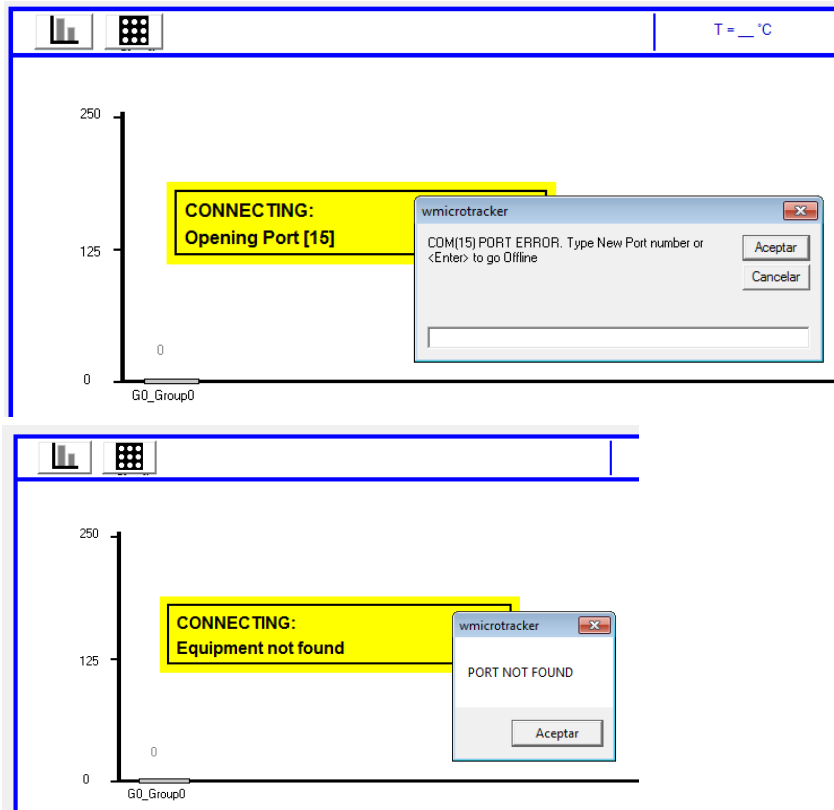 T = __ °C
250
CONNECTING:
Opening Port [15]
wmicrotracker
COM(15) PORT ERROR. Type New Port number or
<Enter> to go Offline
Aceptar
Cancelar
125
0
0
G0_Group0
250
CONNECTING:
Equipment not found
wmicrotracker
PORT NOT FOUND
Aceptar
125
0
0
G0_Group0